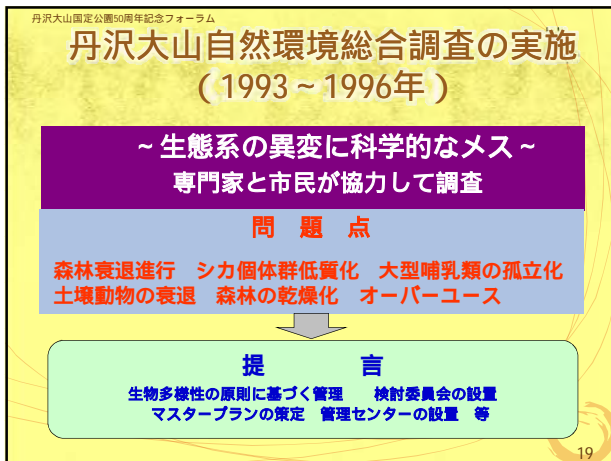 丹沢大山国定公園50周年記念フォーラム
丹沢大山自然環境総合調査の実施
（1993～1996年）
～生態系の異変に科学的なメス～
専門家と市民が協力して調査
問 題 点
森林衰退進行 シカ個体群低質化 大型哺乳類の孤立化
土壌動物の衰退 森林の乾燥化 オーバーユース
提 言
生物多様性の原則に基づく管理 検討委員会の設置
マスタープランの策定 管理センターの設置 等
19